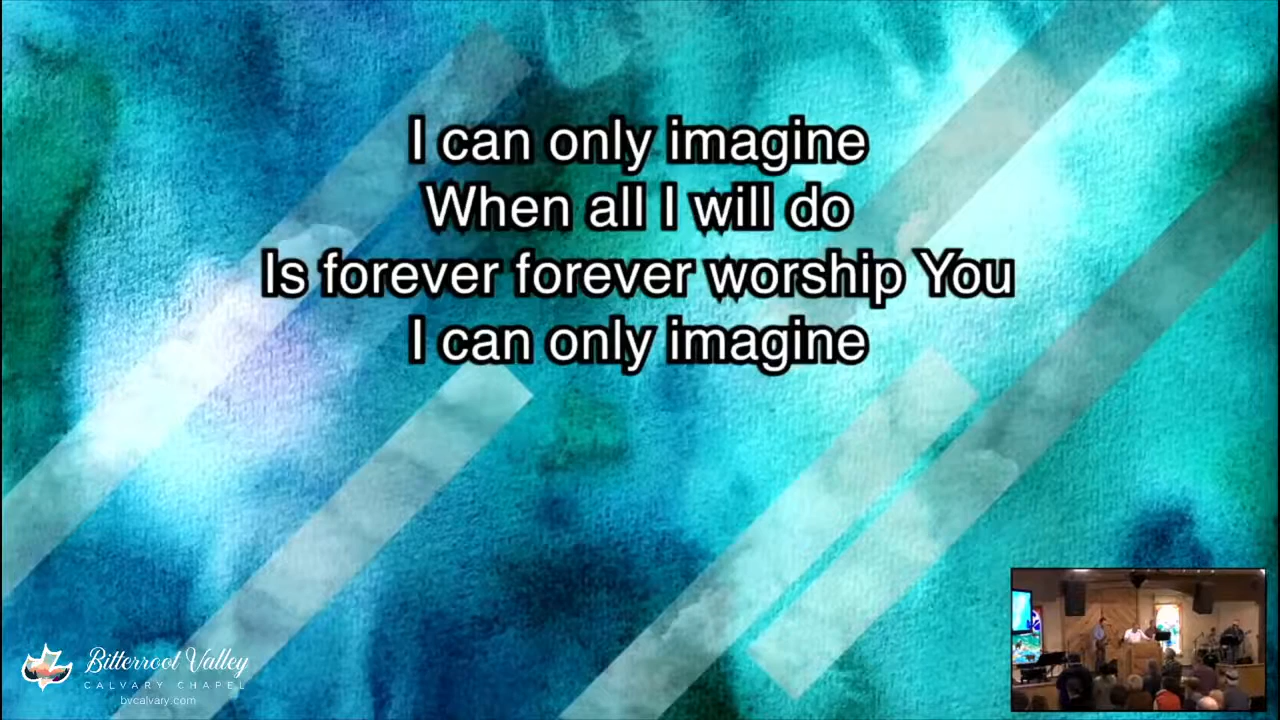 I can only imagine
When all I will do
Is forever forever worship You
I can only imagine
Bitterroot Valley
CALVARY CHAPEL
bvcalvary.com